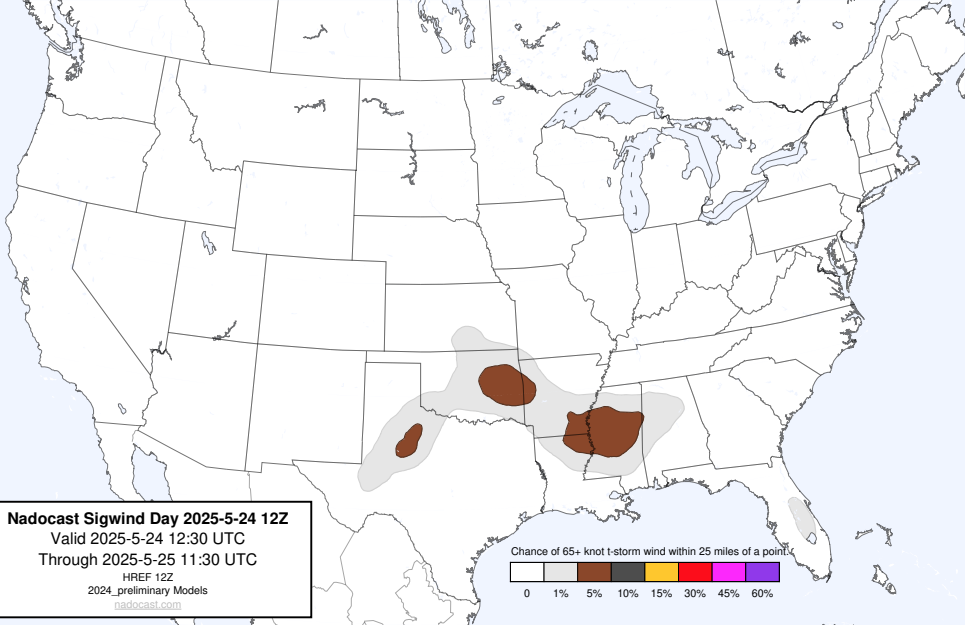 Nadocast Sigwind Day 2025-5-24 12Z
Valid 2025-5-24 12:30 UTC
Through 2025-5-25 11:30 UTC
HREF 12Z
2024_preliminary Models
nadocast.com
Chance of 65+ knot t-storm wind within 25 miles of a point.
0 1% 5% 10% 15% 30% 45% 60%